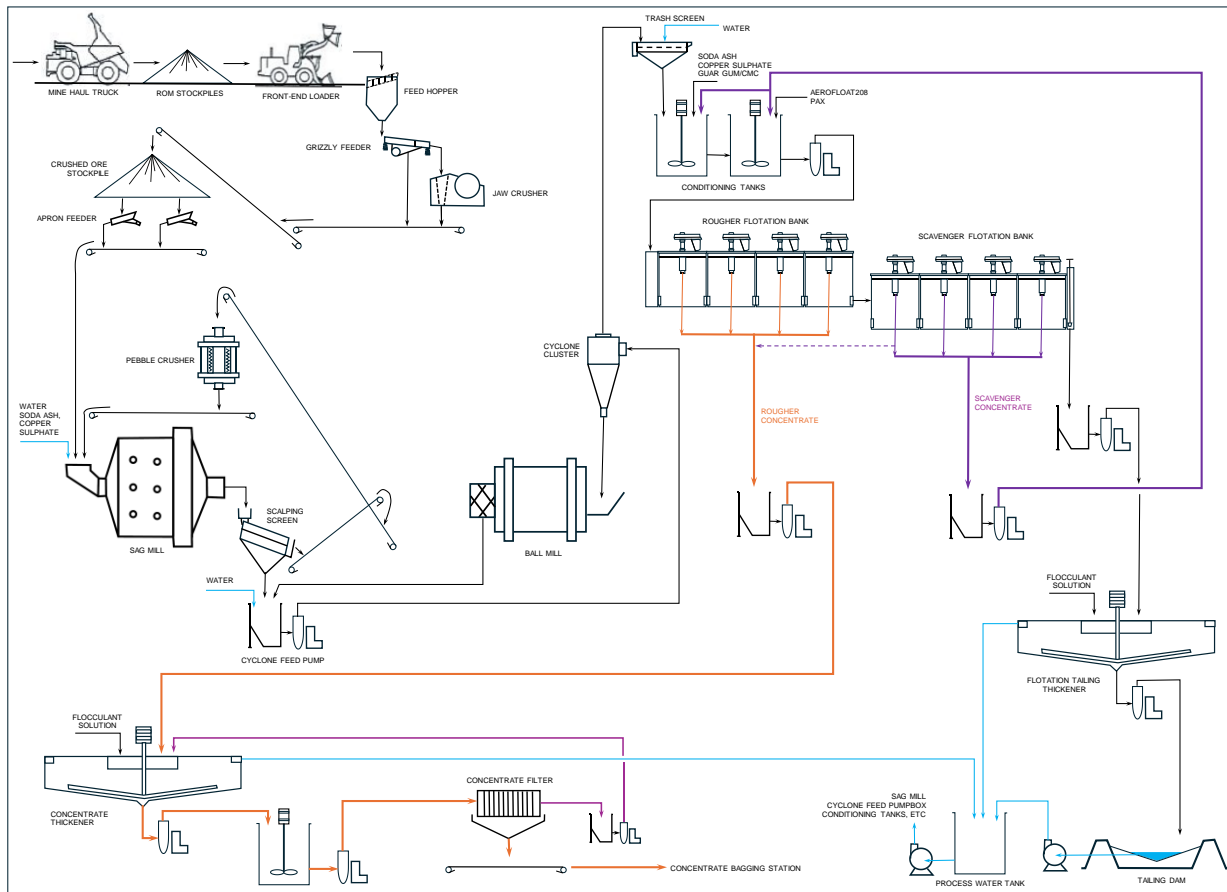 TRASH SCREEN
WATER
SODA ASH
COPPER SULPHATE
GUAR GUM/CMC
AEROFLOAT208
PAX
MINE HAUL TRUCK
ROM STOCKPILES
FRONT-END LOADER
FEED HOPPER
GRIZZLY FEEDER
JAW CRUSHER
CRUSHED ORE
STOCKPILE
APRON FEEDER
CONDITIONING TANKS
ROUGHER FLOTATION BANK
SCAVENGER FLOTATION BANK
PEBBLE CRUSHER
CYCLONE
CLUSTER
WATER
SODA ASH,
COPPER
SULPHATE
ROUGHER
CONCENTRATE
SCAVENGER
CONCENTRATE
SCALPING
SCREEN
SAG MILL
BALL MILL
WATER
CYCLONE FEED PUMP
FLOCCULANT
SOLUTION
FLOTATION TAILING
THICKENER
FLOCCULANT
SOLUTION
CONCENTRATE
THICKENER
CONCENTRATE FILTER
CONCENTRATE BAGGING STATION
SAG MILL
CYCLONE FEED PUMPBOX
CONDITIONING TANKS, ETC
PROCESS WATER TANK
TAILING DAM